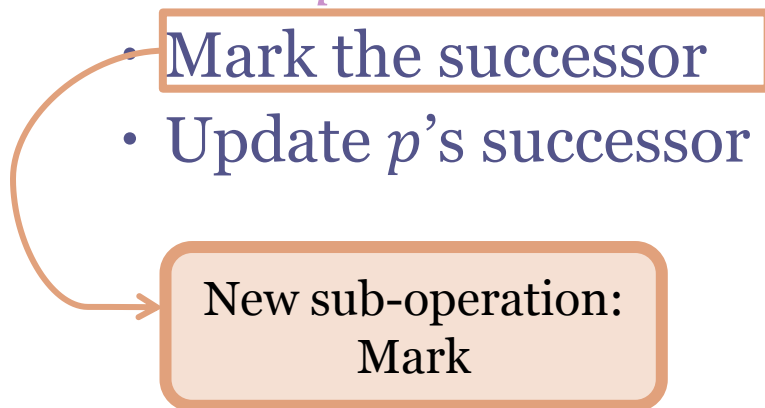 • Mark the successor
• Update p’s successor
New sub-operation:
Mark